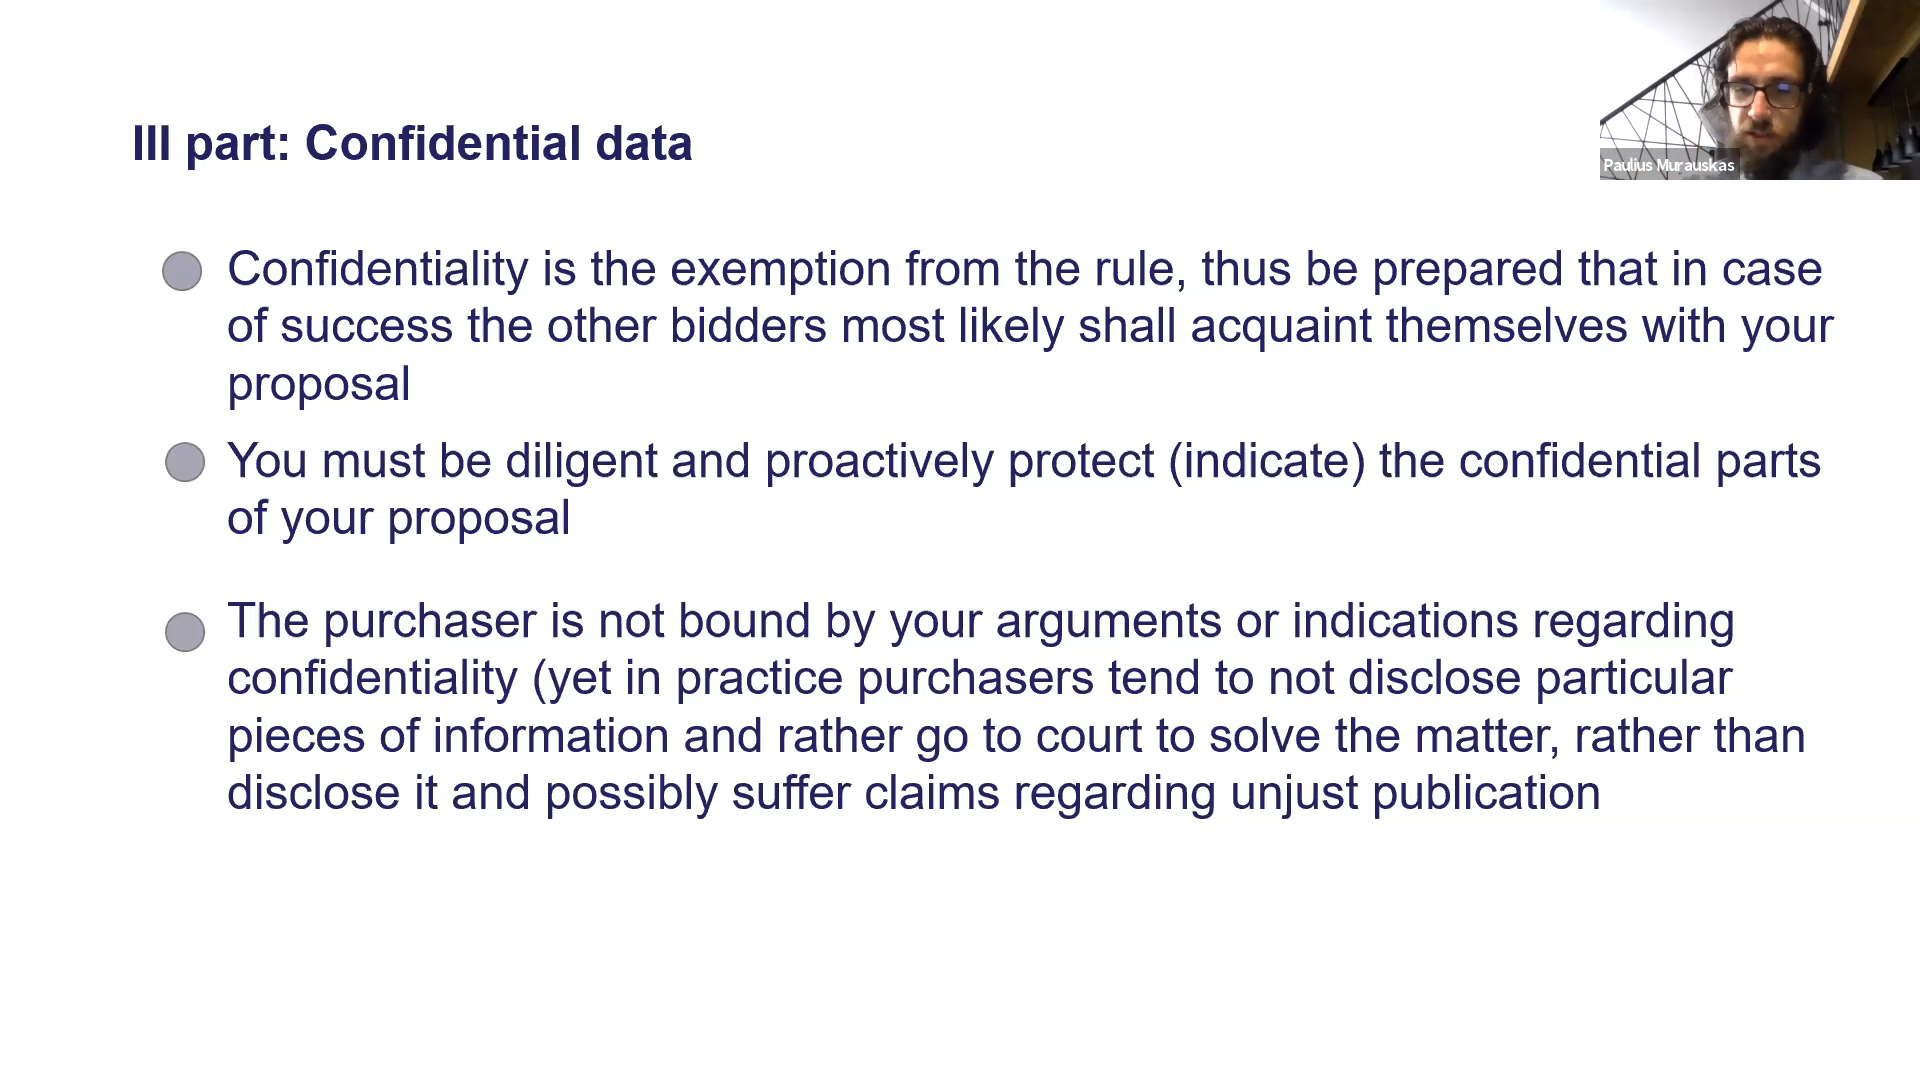 III part: Confidential data
Paulius Murauskas
Confidentiality is the exemption from the rule, thus be prepared that in case
of success the other bidders most likely shall acquaint themselves with your
proposal
You must be diligent and proactively protect (indicate) the confidential parts
of your proposal
The purchaser is not bound by your arguments or indications regarding
confidentiality (yet in practice purchasers tend to not disclose particular
pieces of information and rather go to court to solve the matter, rather than
disclose it and possibly suffer claims regarding unjust publication